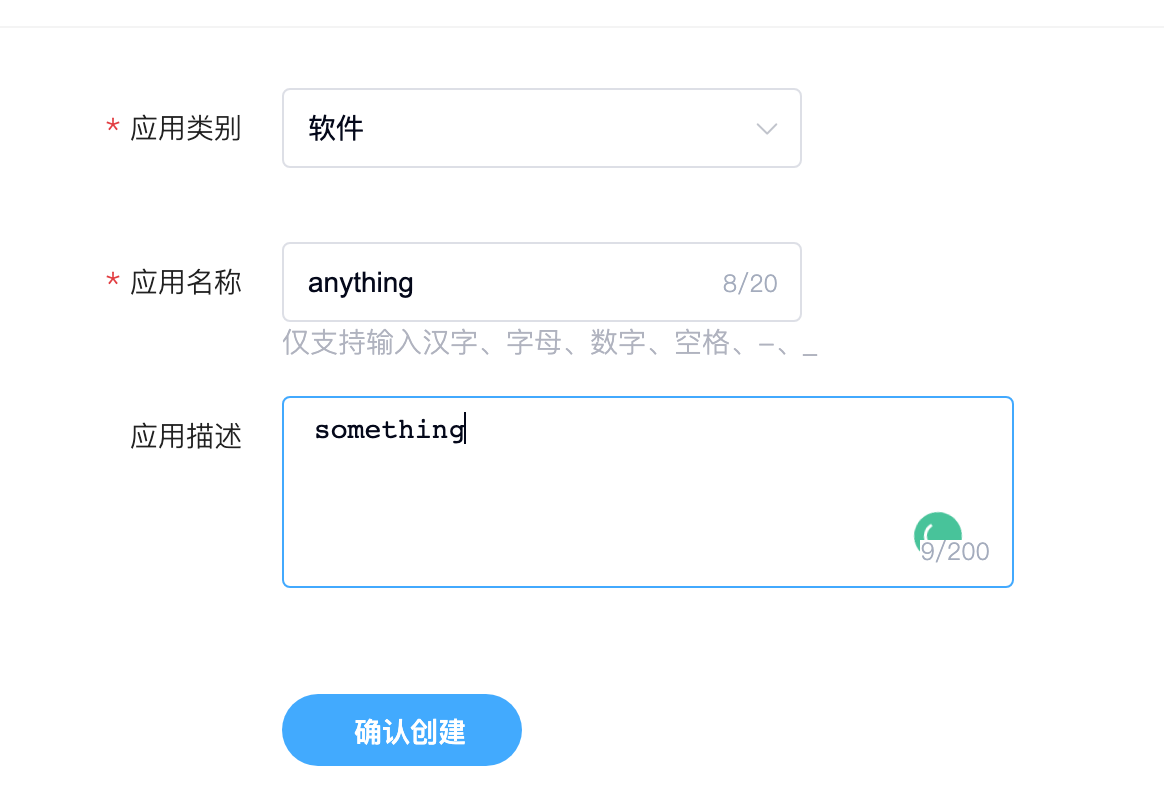 * 应用类别 软件
* 应用名称 anything 8/20
仅支持输入汉字、字母、数字、空格、–、_
应用描述 something
9/200
确认创建